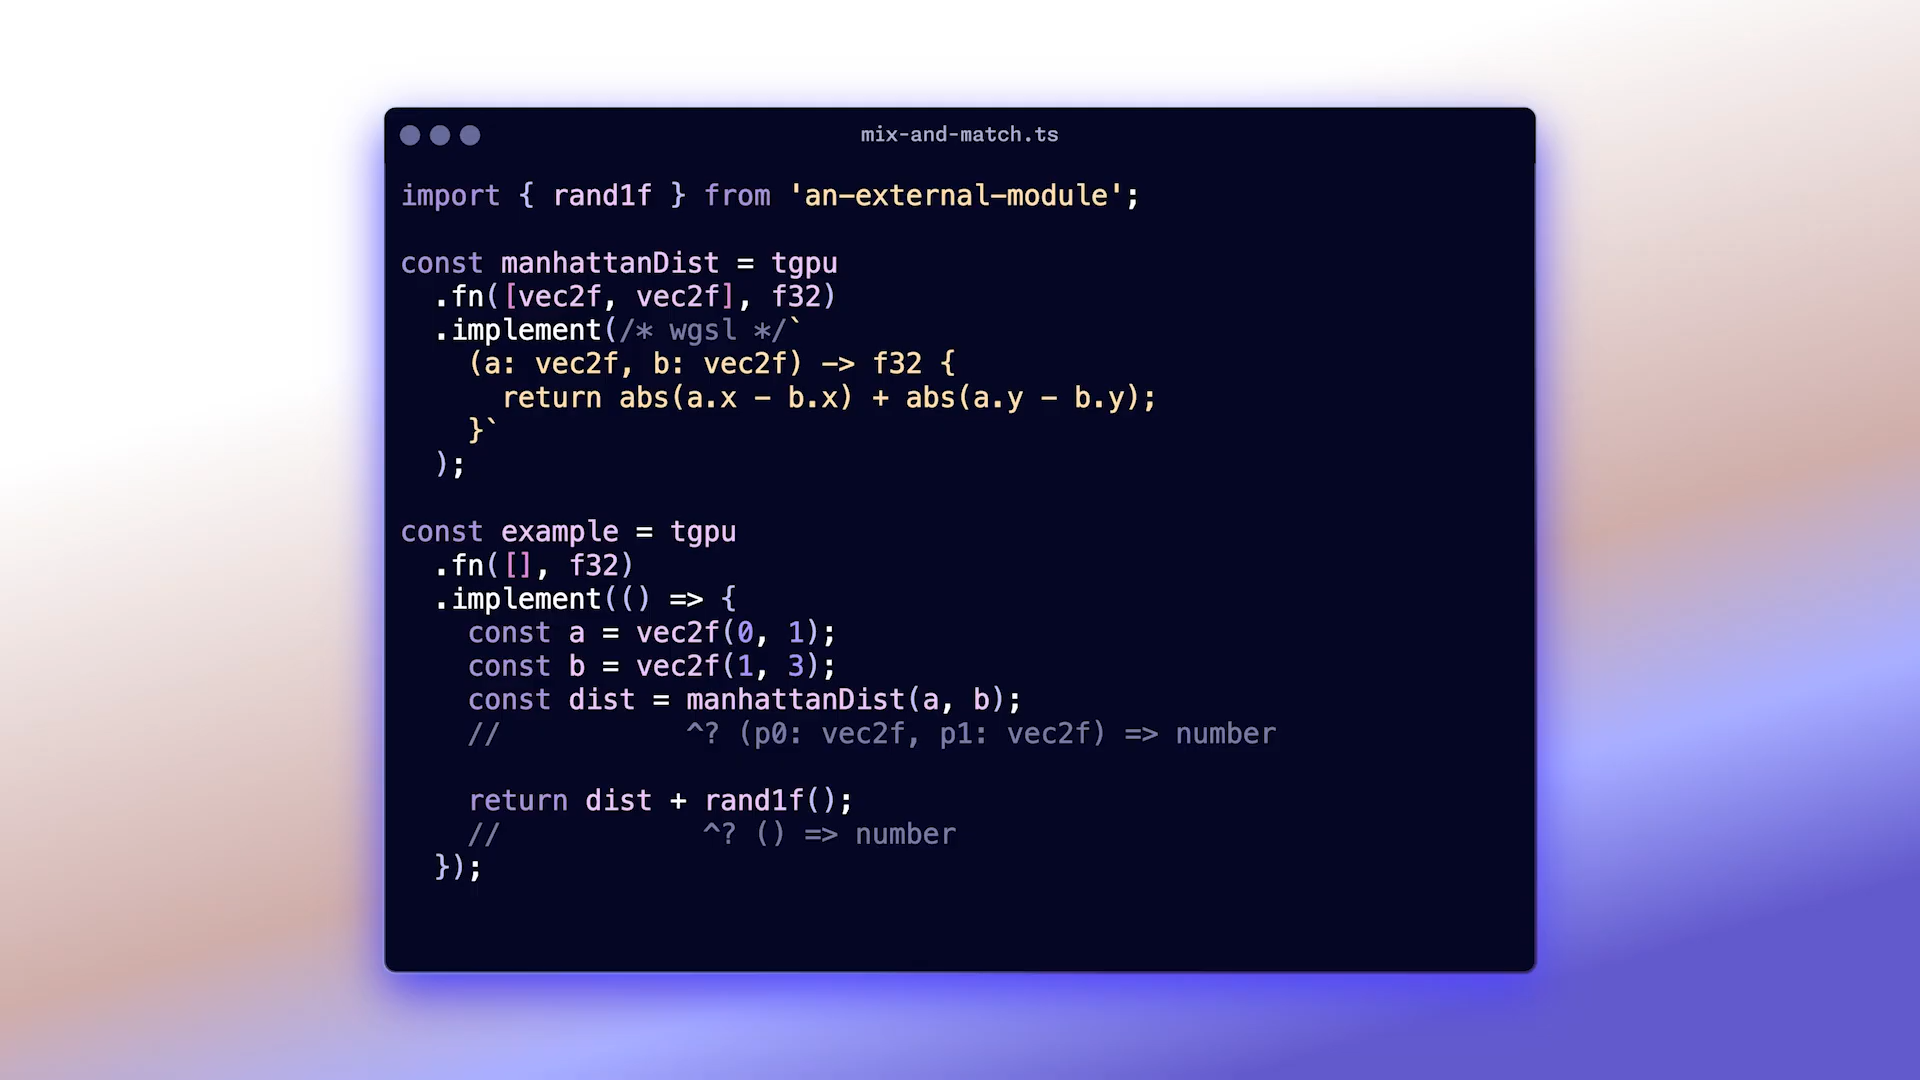 mix-and-match.ts
import { rand1f } from 'an-external-module';
const manhattanDist = tgpu
.fn([vec2f, vec2f], f32)
.implement(/* wgsl */`
(a: vec2f, b: vec2f) -> f32 {
return abs(a.x - b.x) + abs(a.y - b.y);
}`
);
const example = tgpu
.fn([], f32)
.implement(() => {
const a = vec2f(0, 1);
const b = vec2f(1, 3);
const dist = manhattanDist(a, b);
// ^? (p0: vec2f, p1: vec2f) => number
return dist + rand1f();
// ^? () => number
});